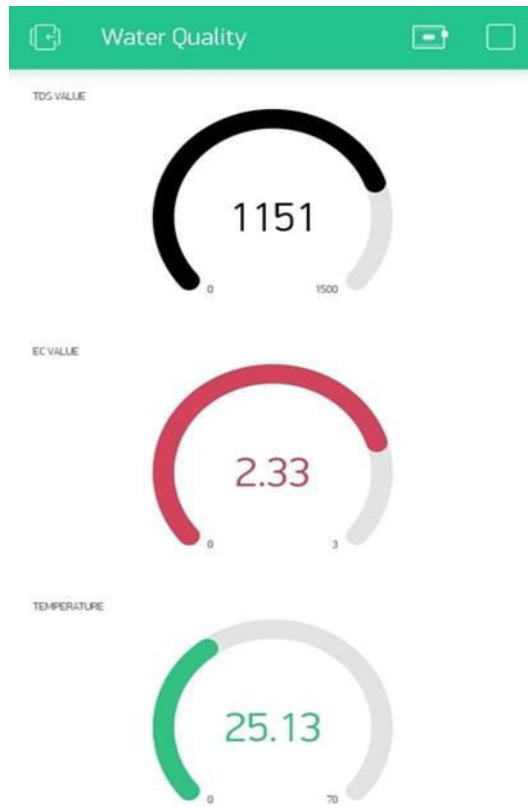 Water Quality
TDS VALUE
1151
0 1500
EC VALUE
2.33
0 3
TEMPERATURE
25.13
0 70